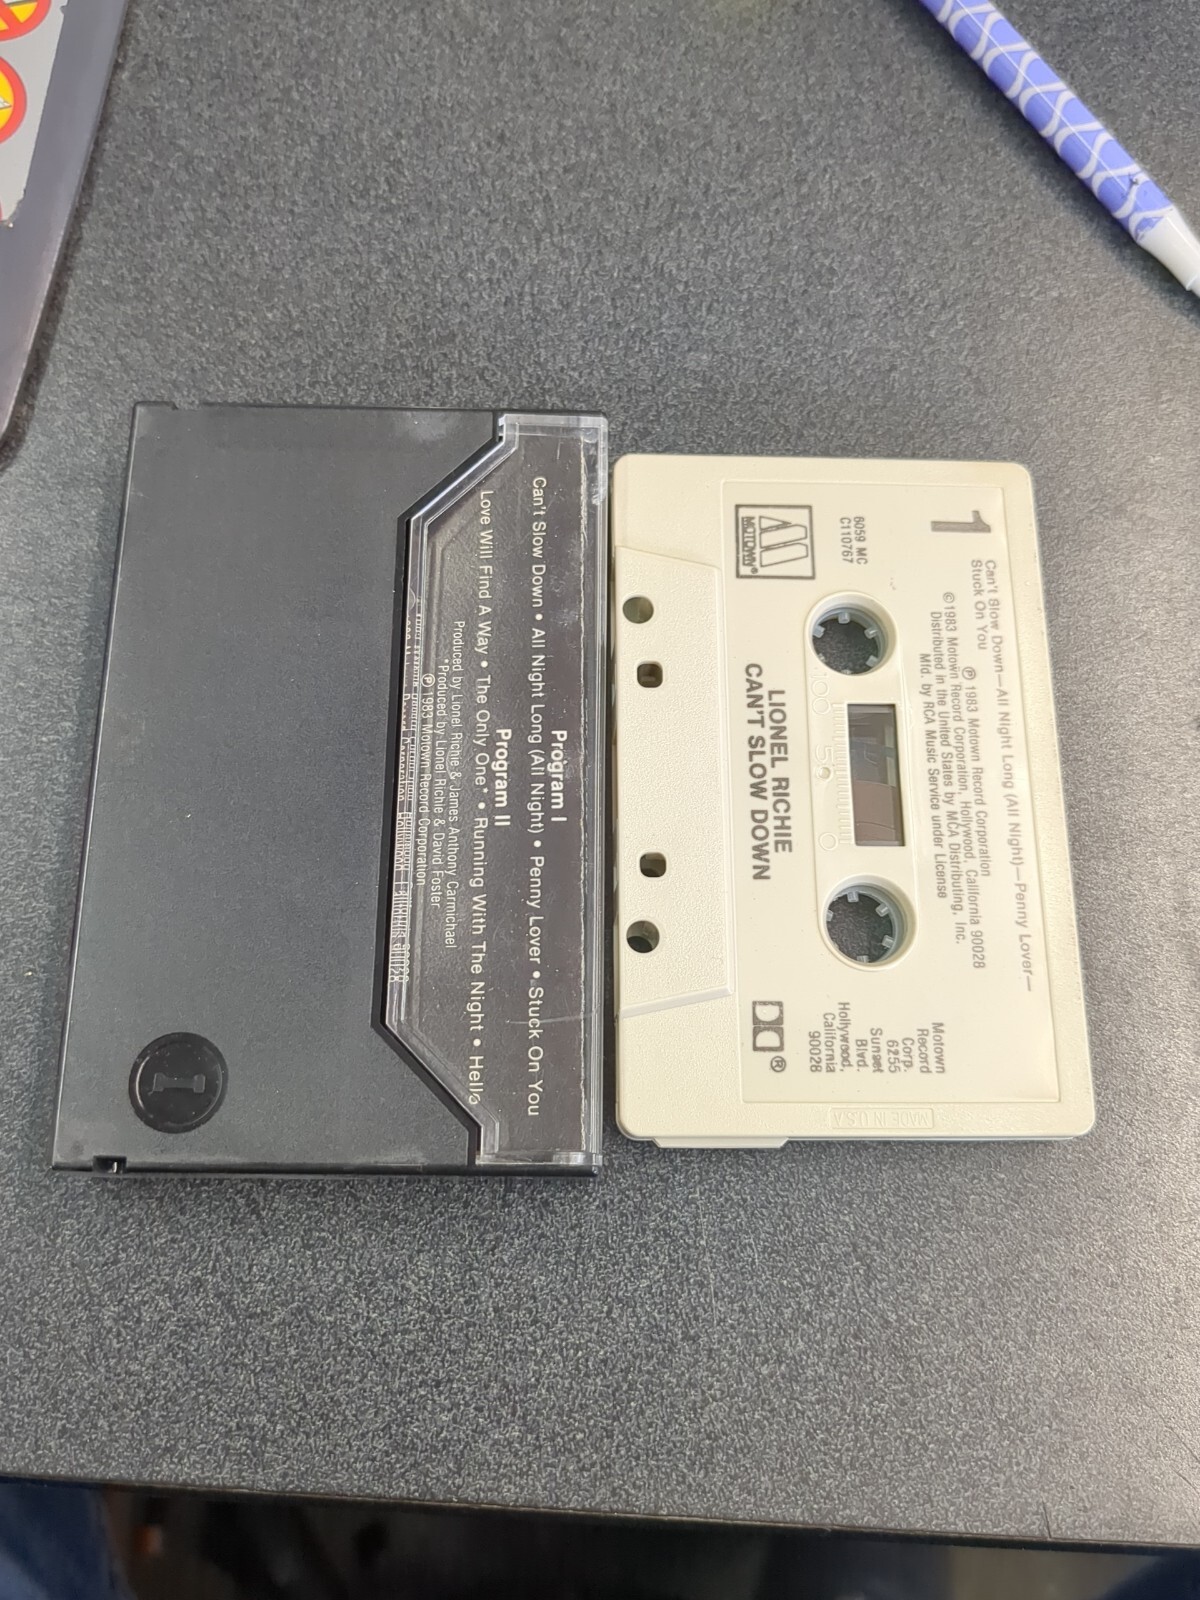 Program I
Can't Slow Down • All Night Long (All Night) • Penny Lover • Stuck On You
Program II
Love Will Find A Way • The Only One* • Running With The Night • Hello
Produced by Lionel Richie & James Anthony Carmichael
*Produced by Lionel Richie & David Foster
Ⓟ 1983 Motown Record Corporation
90028
1
Can't Slow Down—All Night Long (All Night)—Penny Lover—
Stuck On You
Ⓟ 1983 Motown Record Corporation
©1983 Motown Record Corporation, Hollywood, California 90028
Distributed in the United States by MCA Distributing, Inc.
Mfd. by RCA Music Service under License
6059 MC
C110767
M
MOTOWN®
100
50
0
LIONEL RICHIE
CAN'T SLOW DOWN
Motown
Record
Corp.
6255
Sunset
Blvd.
Hollywood,
California
90028
®
MADE IN U.S.A.